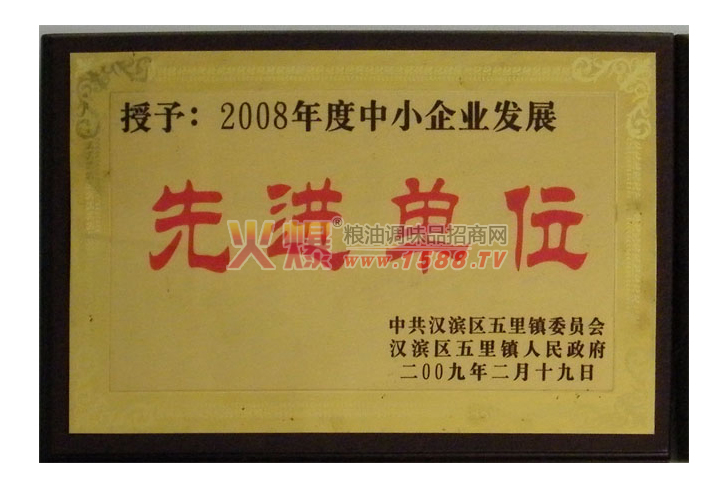 授予：2008年度中小企业发展
先进单位
火爆®粮油调味品招商网
www.1588.TV
中共汉滨区五里镇委员会
汉滨区五里镇人民政府
二00九年二月十九日